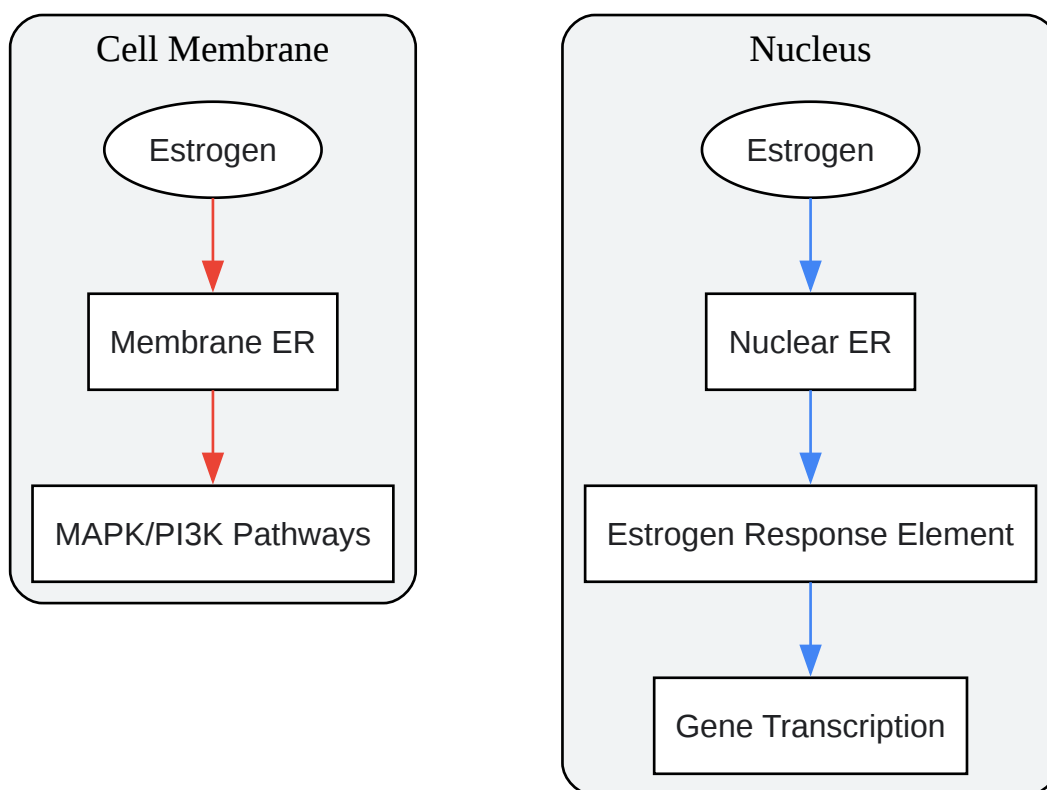 Cell Membrane
Estrogen
Membrane ER
MAPK/PI3K Pathways
Nucleus
Estrogen
Nuclear ER
Estrogen Response Element
Gene Transcription